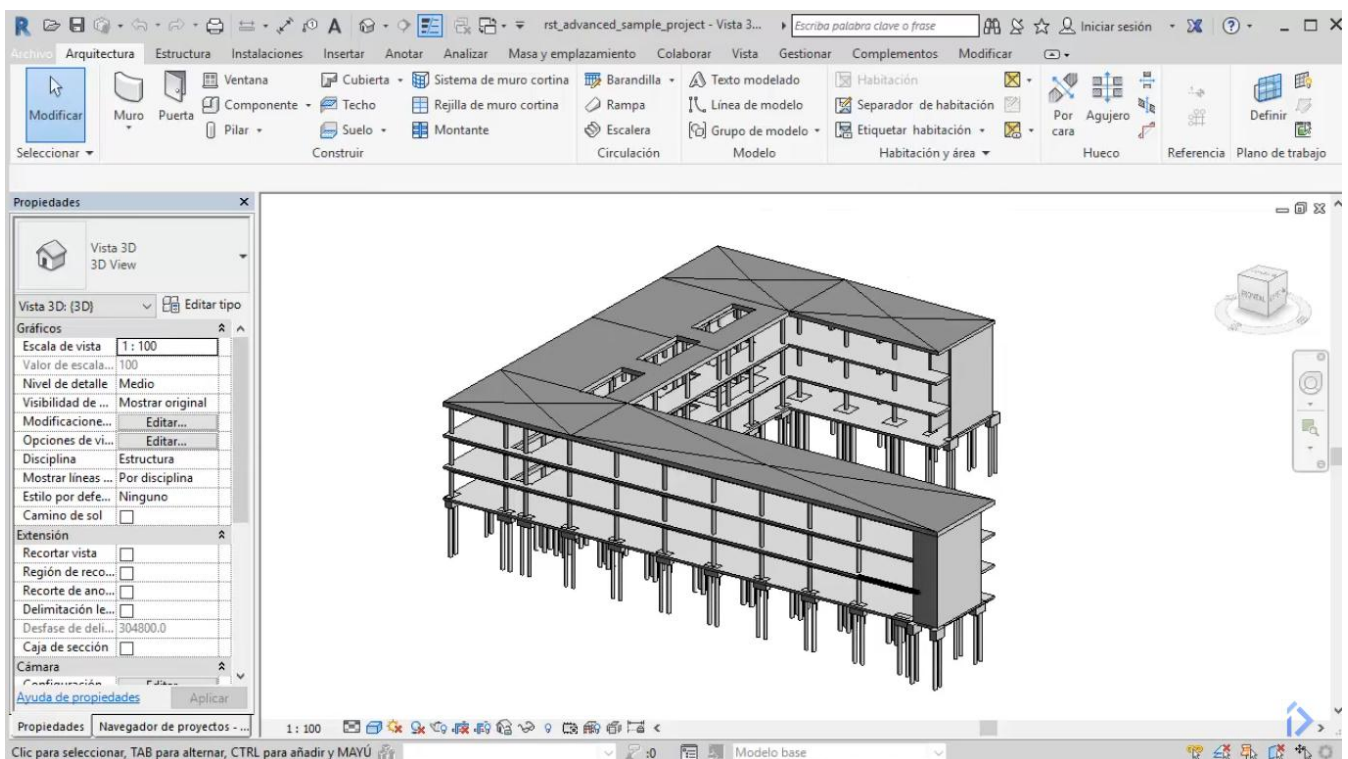 R A rst_advanced_sample_project - Vista 3... Escriba palabra clave o frase Iniciar sesión
Archivo Arquitectura Estructura Instalaciones Insertar Anotar Analizar Masa y emplazamiento Colaborar Vista Gestionar Complementos Modificar
Ventana Cubierta Sistema de muro cortina Barandilla Texto modelado Habitación
Modificar Muro Puerta Componente Techo Rejilla de muro cortina Rampa Línea de modelo Separador de habitación Por cara Agujero Definir
Pilar Suelo Montante Escalera Grupo de modelo Etiquetar habitación
Seleccionar Construir Circulación Modelo Habitación y área Hueco Referencia Plano de trabajo
Propiedades
Vista 3D
3D View
Vista 3D: {3D} Editar tipo
Gráficos
Escala de vista 1 : 100
Valor de escala... 100
Nivel de detalle Medio
Visibilidad de ... Mostrar original
Modificacione... Editar...
Opciones de vi... Editar...
Disciplina Estructura
Mostrar líneas ... Por disciplina
Estilo por defe... Ninguno
Camino de sol
Extensión
Recortar vista
Región de reco...
Recorte de ano...
Delimitación le...
Desfase de deli... 304800.0
Caja de sección
Cámara
Ayuda de propiedades Aplicar
Propiedades Navegador de proyectos - ... 1 : 100
Clic para seleccionar, TAB para alternar, CTRL para añadir y MAYÚ :0 Modelo base